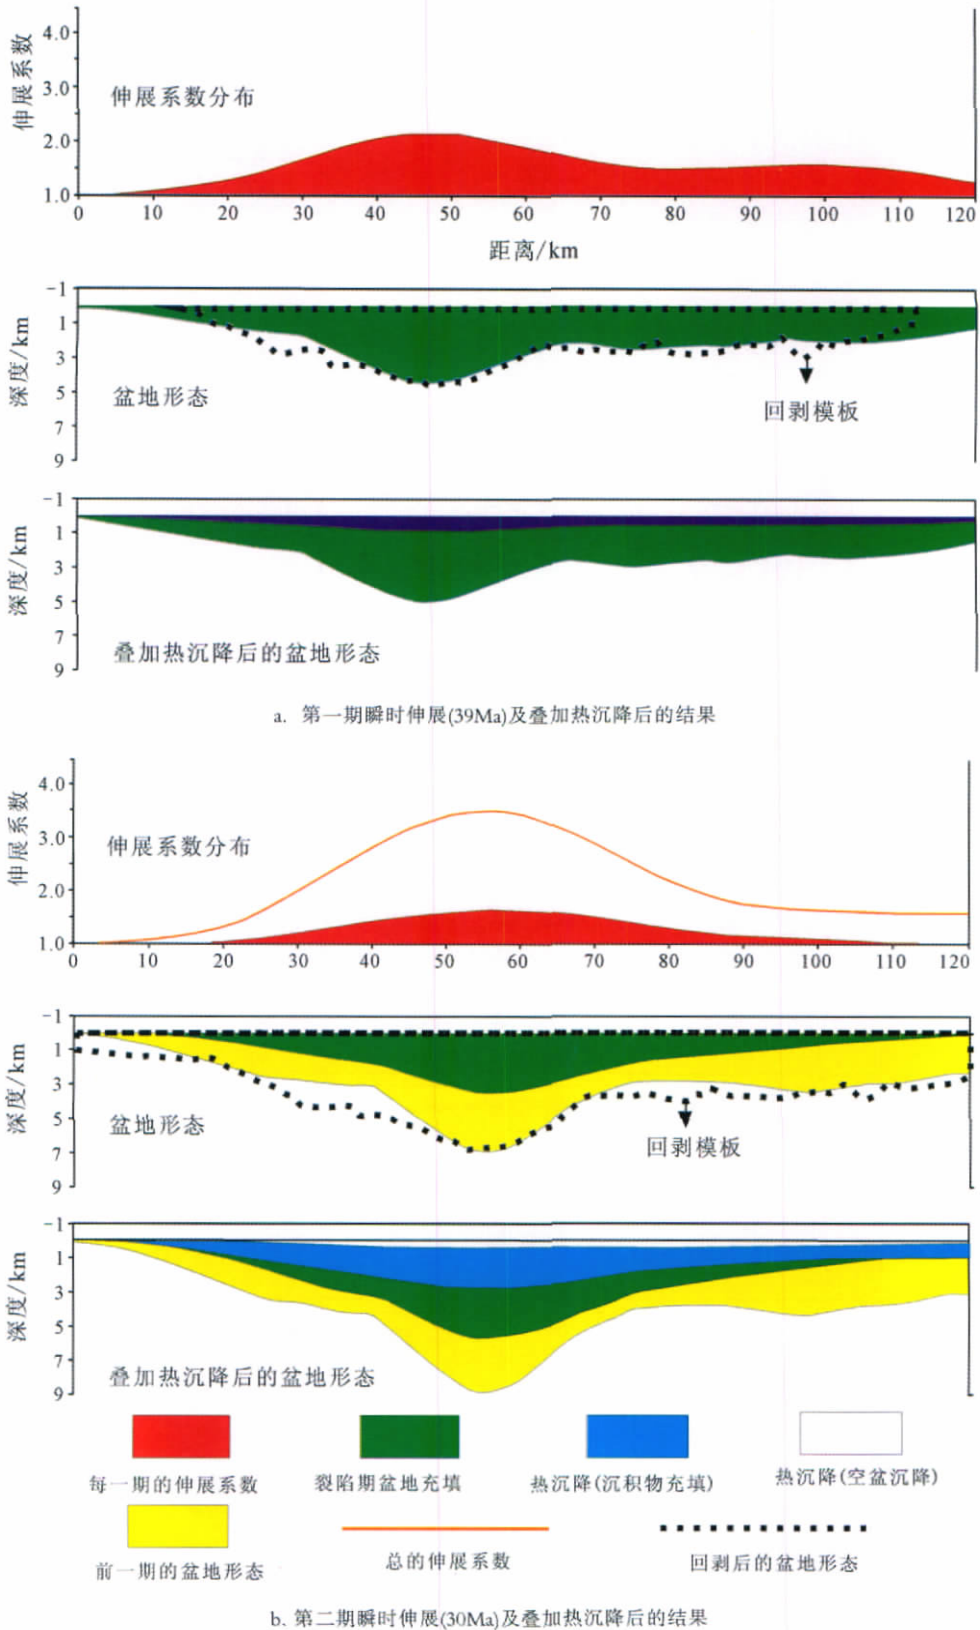 4.0
3.0
2.0
1.0
伸展系数
伸展系数分布
0 10 20 30 40 50 60 70 80 90 100 110 120
距离/km
-1
1
3
5
7
9
深度/km
盆地形态
回剥模板
-1
1
3
5
7
9
深度/km
叠加热沉降后的盆地形态
a. 第一期瞬时伸展(39Ma)及叠加热沉降后的结果
4.0
3.0
2.0
1.0
伸展系数
伸展系数分布
0 10 20 30 40 50 60 70 80 90 100 110 120
-1
1
3
5
7
9
深度/km
盆地形态
回剥模板
-1
1
3
5
7
9
深度/km
叠加热沉降后的盆地形态
每一期的伸展系数 裂陷期盆地充填 热沉降(沉积物充填) 热沉降(空盆沉降)
前一期的盆地形态 总的伸展系数 回剥后的盆地形态
b. 第二期瞬时伸展(30Ma)及叠加热沉降后的结果